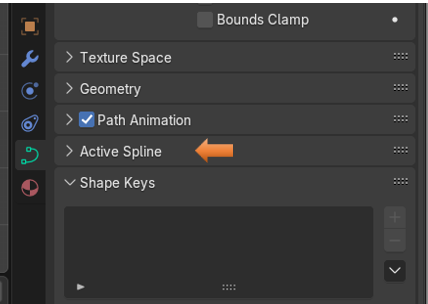 Bounds Clamp
Texture Space
Geometry
Path Animation
Active Spline
Shape Keys